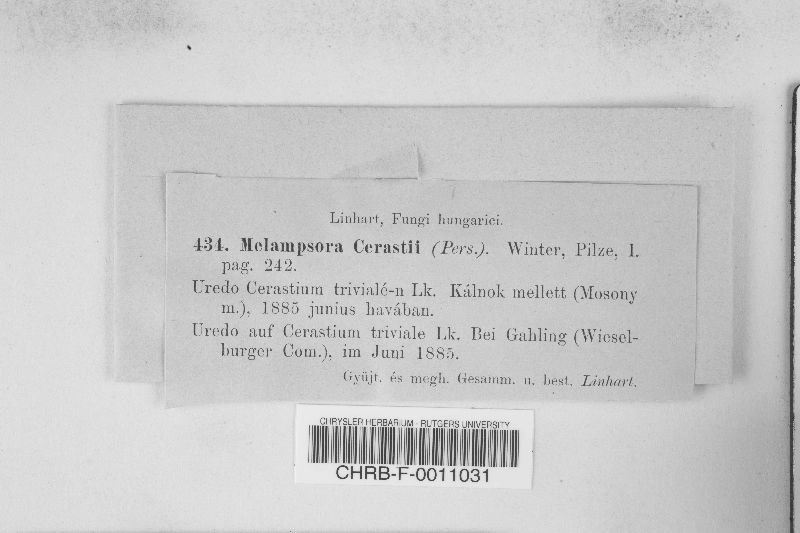 Linhart, Fungi hungarici.
434. Melampsora Cerastii (Pers.). Winter, Pilze, I.
pag. 242.
Uredo Cerastium trivialé-n Lk. Kálnok mellett (Mosony
m.), 1885 junius havában.
Uredo auf Cerastium triviale Lk. Bei Gahling (Wiesel-
burger Com.), im Juni 1885.
Gyüjt. és megh. Gesamm. u. best. Linhart.
CHRYSLER HERBARIUM - RUTGERS UNIVERSITY
CHRB-F-0011031